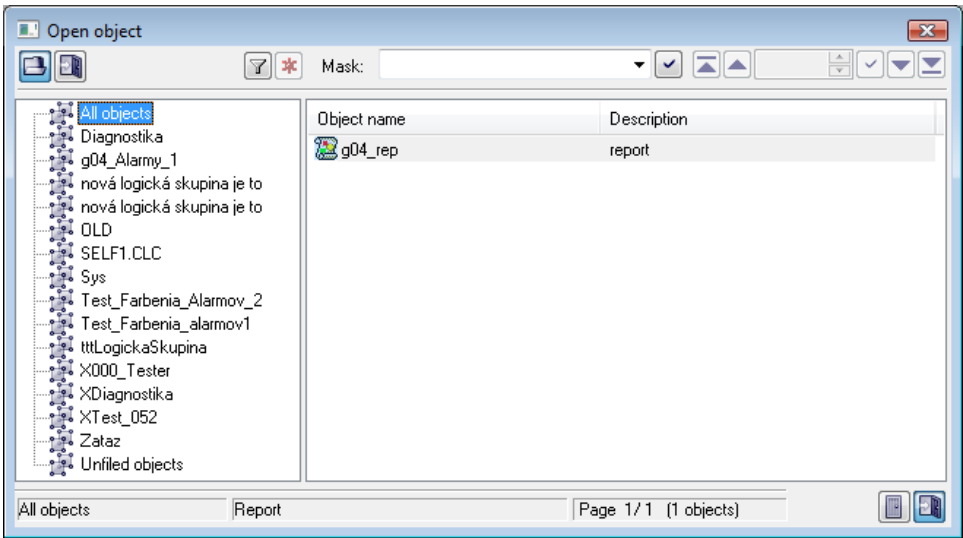 Open object
Mask:
All objects
Diagnostika
g04_Alarmy_1
nová logická skupina je to
nová logická skupina je to
OLD
SELF1.CLC
Sys
Test_Farbenia_Alarmov_2
Test_Farbenia_alarmov1
tttLogickaSkupina
X000_Tester
XDiagnostika
XTest_052
Zataz
Unfiled objects
Object name Description
g04_rep report
All objects Report Page 1/1 (1 objects)